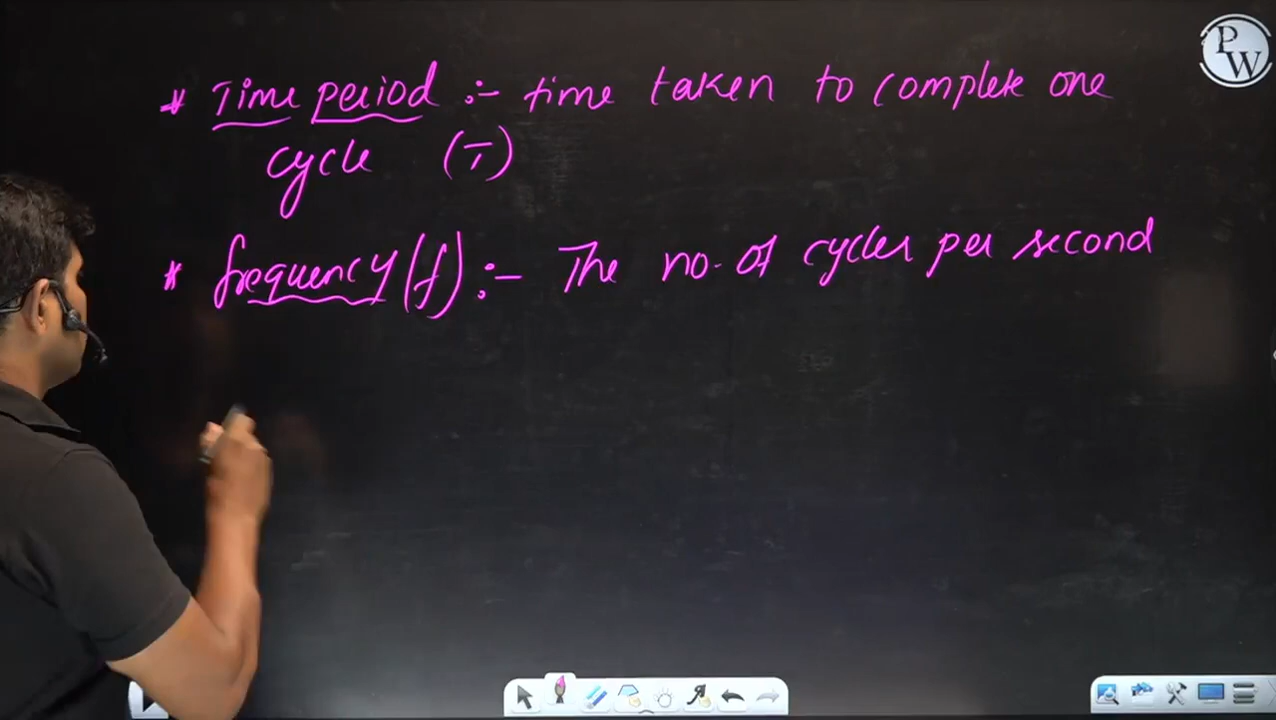 * Time period :- time taken to complete one
cycle (T)
* frequency (f) :- The no. of cycles per second
PW